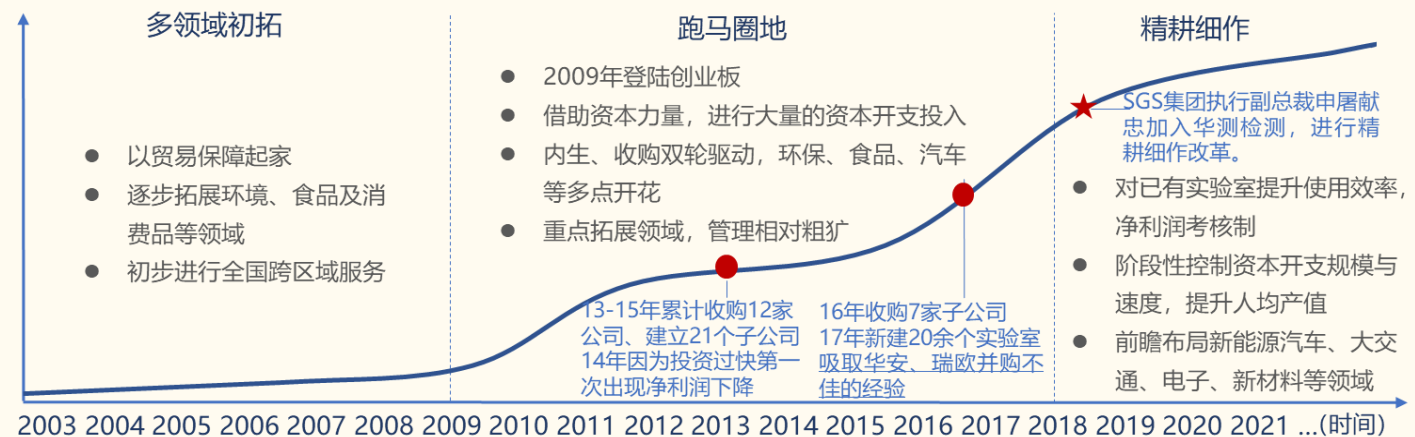 多领域初拓
以贸易保障起家
逐步拓展环境、食品及消
费品等领域
初步进行全国跨区域服务
跑马圈地
2009年登陆创业板
借助资本力量，进行大量的资本开支投入
内生、收购双轮驱动，环保、食品、汽车
等多点开花
重点拓展领域，管理相对粗犷
13-15年累计收购12家
公司、建立21个子公司
14年因为投资过快第一
次出现净利润下降
16年收购7家子公司
17年新建20余个实验室
吸取华安、瑞欧并购不
佳的经验
精耕细作
SGS集团执行副总裁申屠献
忠加入华测检测，进行精
耕细作改革。
对已有实验室提升使用效率，
净利润考核制
阶段性控制资本开支规模与
速度，提升人均产值
前瞻布局新能源汽车、大交
通、电子、新材料等领域
2003 2004 2005 2006 2007 2008 2009 2010 2011 2012 2013 2014 2015 2016 2017 2018 2019 2020 2021 ...(时间)